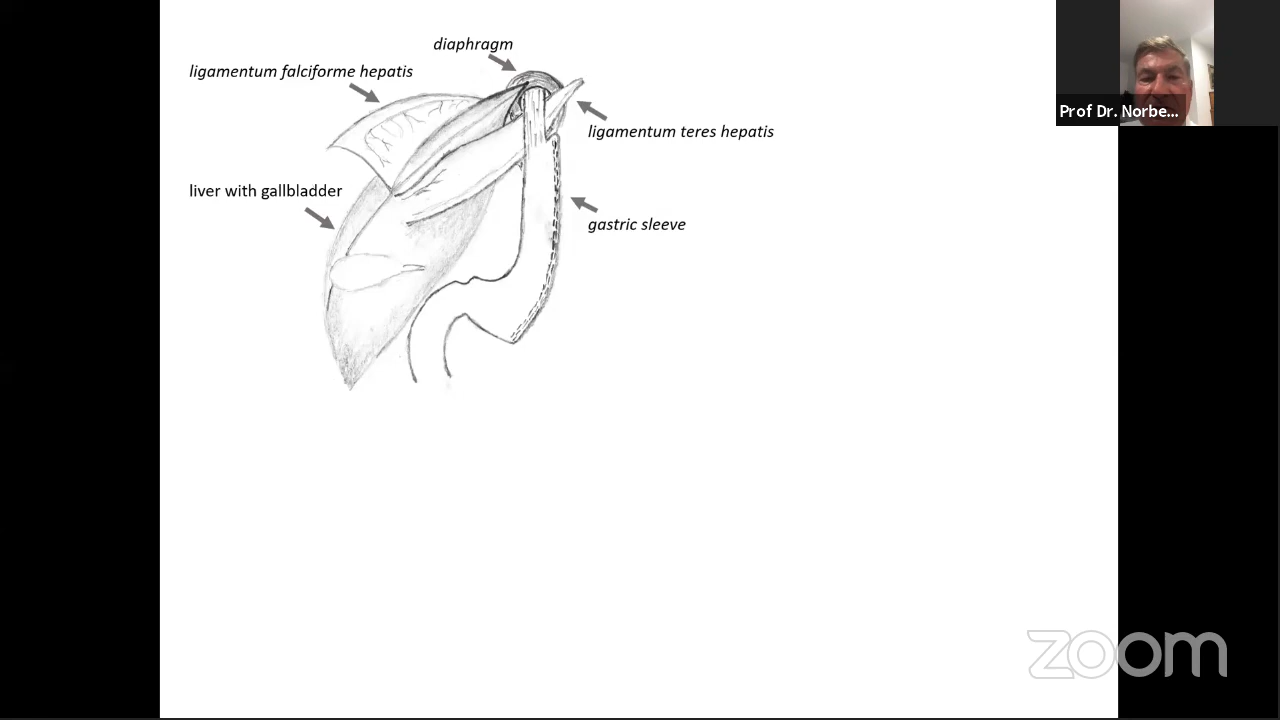 diaphragm
ligamentum falciforme hepatis
ligamentum teres hepatis
liver with gallbladder
gastric sleeve
Prof Dr. Norbe...
zoom